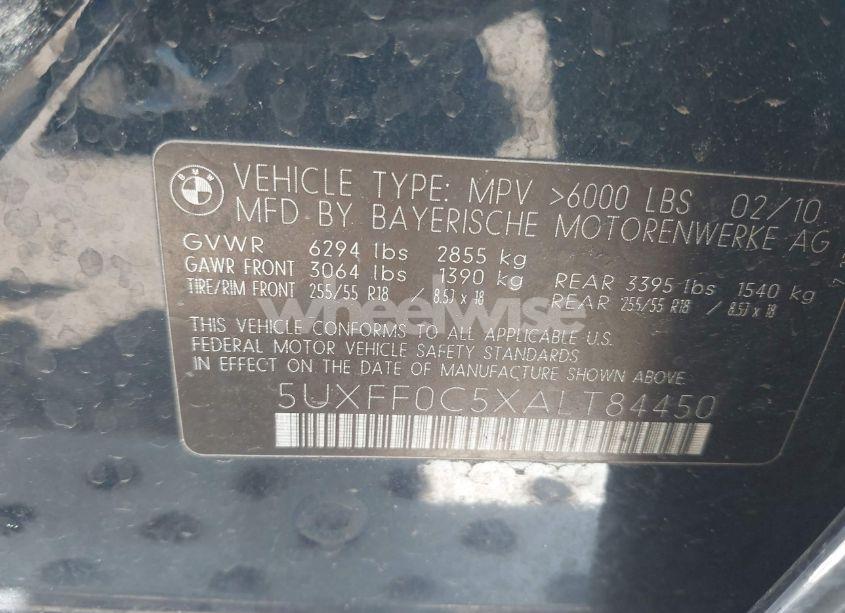 BMW
VEHICLE TYPE: MPV >6000 LBS 02/10
MFD BY BAYERISCHE MOTORENWERKE AG
GVWR 6294 lbs 2855 kg
GAWR FRONT 3064 lbs 1390 kg REAR 3395 lbs 1540 kg
TIRE/RIM FRONT 255/55 R18 / 8.5J x 18 REAR 255/55 R18 / 8.5J x 18
wheelwise
THIS VEHICLE CONFORMS TO ALL APPLICABLE U.S.
FEDERAL MOTOR VEHICLE SAFETY STANDARDS
IN EFFECT ON THE DATE OF MANUFACTURE SHOWN ABOVE.
5UXFF0C5XALT84450